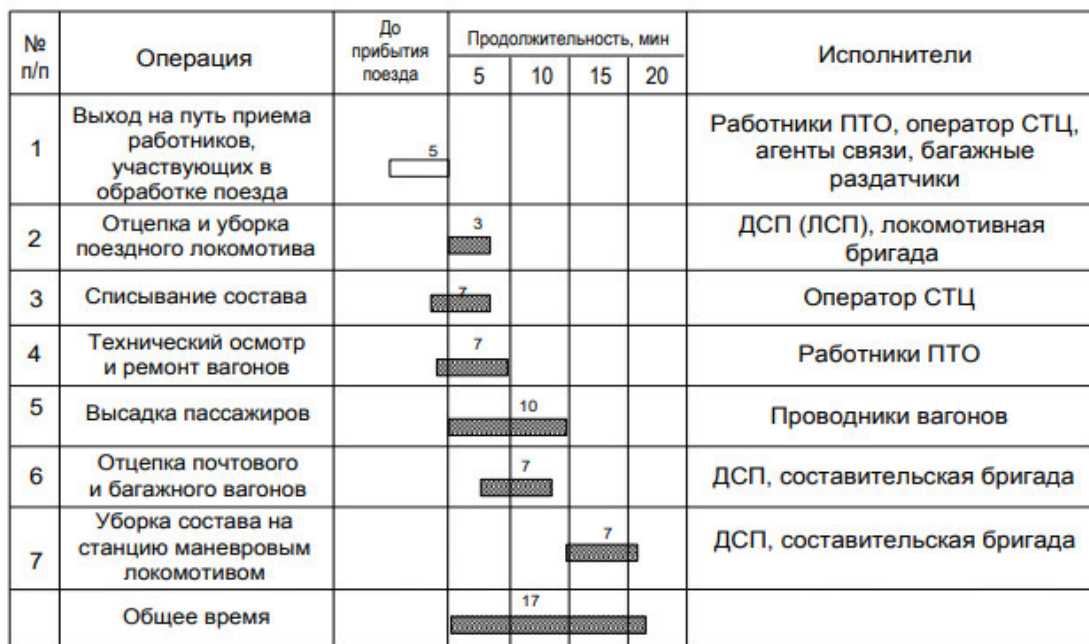 № п/п
Операция
До прибытия поезда
Продолжительность, мин
5 10 15 20
Исполнители
1
Выход на путь приема
работников,
участвующих в
обработке поезда
5
Работники ПТО, оператор СТЦ,
агенты связи, багажные
раздатчики
2
Отцепка и уборка
поездного локомотива
3
ДСП (ЛСП), локомотивная
бригада
3
Списывание состава
7
Оператор СТЦ
4
Технический осмотр
и ремонт вагонов
7
Работники ПТО
5
Высадка пассажиров
10
Проводники вагонов
6
Отцепка почтового
и багажного вагонов
7
ДСП, составительская бригада
7
Уборка состава на
станцию маневровым
локомотивом
7
ДСП, составительская бригада
Общее время
17